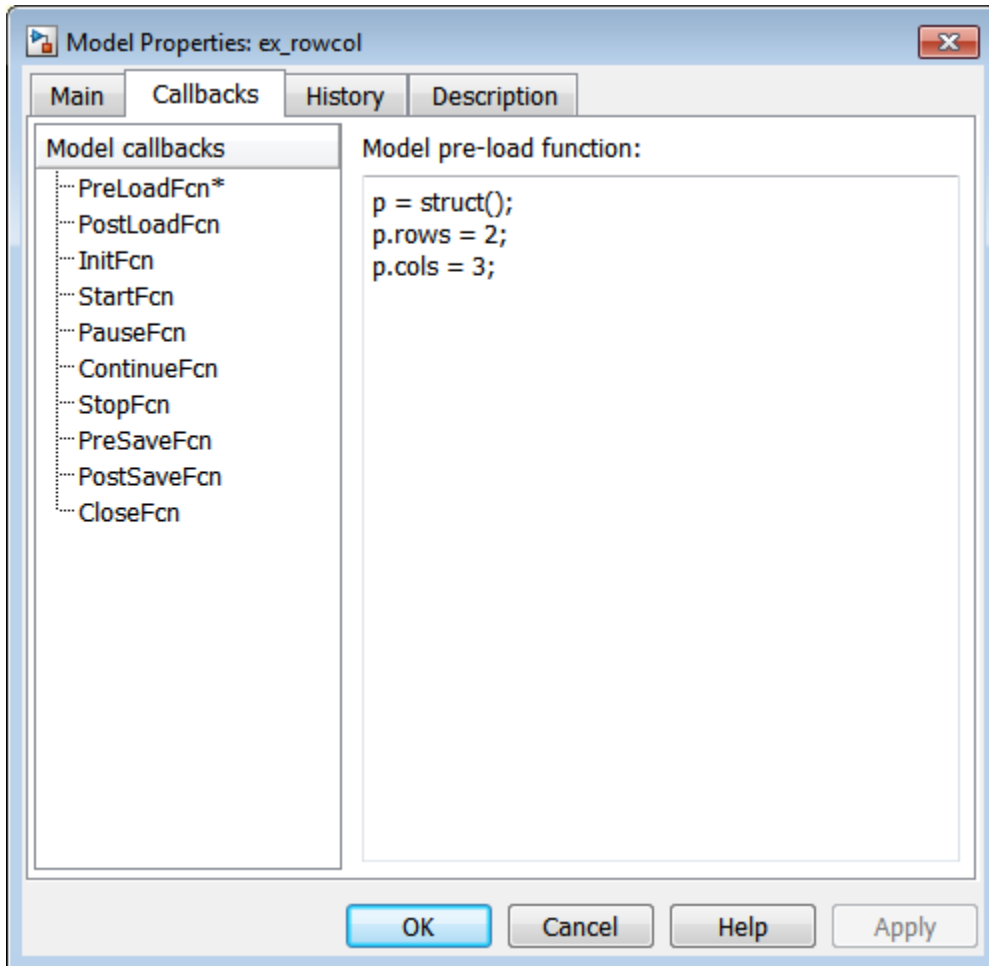 Model Properties: ex_rowcol
Main Callbacks History Description
Model callbacks
PreLoadFcn*
PostLoadFcn
InitFcn
StartFcn
PauseFcn
ContinueFcn
StopFcn
PreSaveFcn
PostSaveFcn
CloseFcn
Model pre-load function:
p = struct();
p.rows = 2;
p.cols = 3;
OK Cancel Help Apply